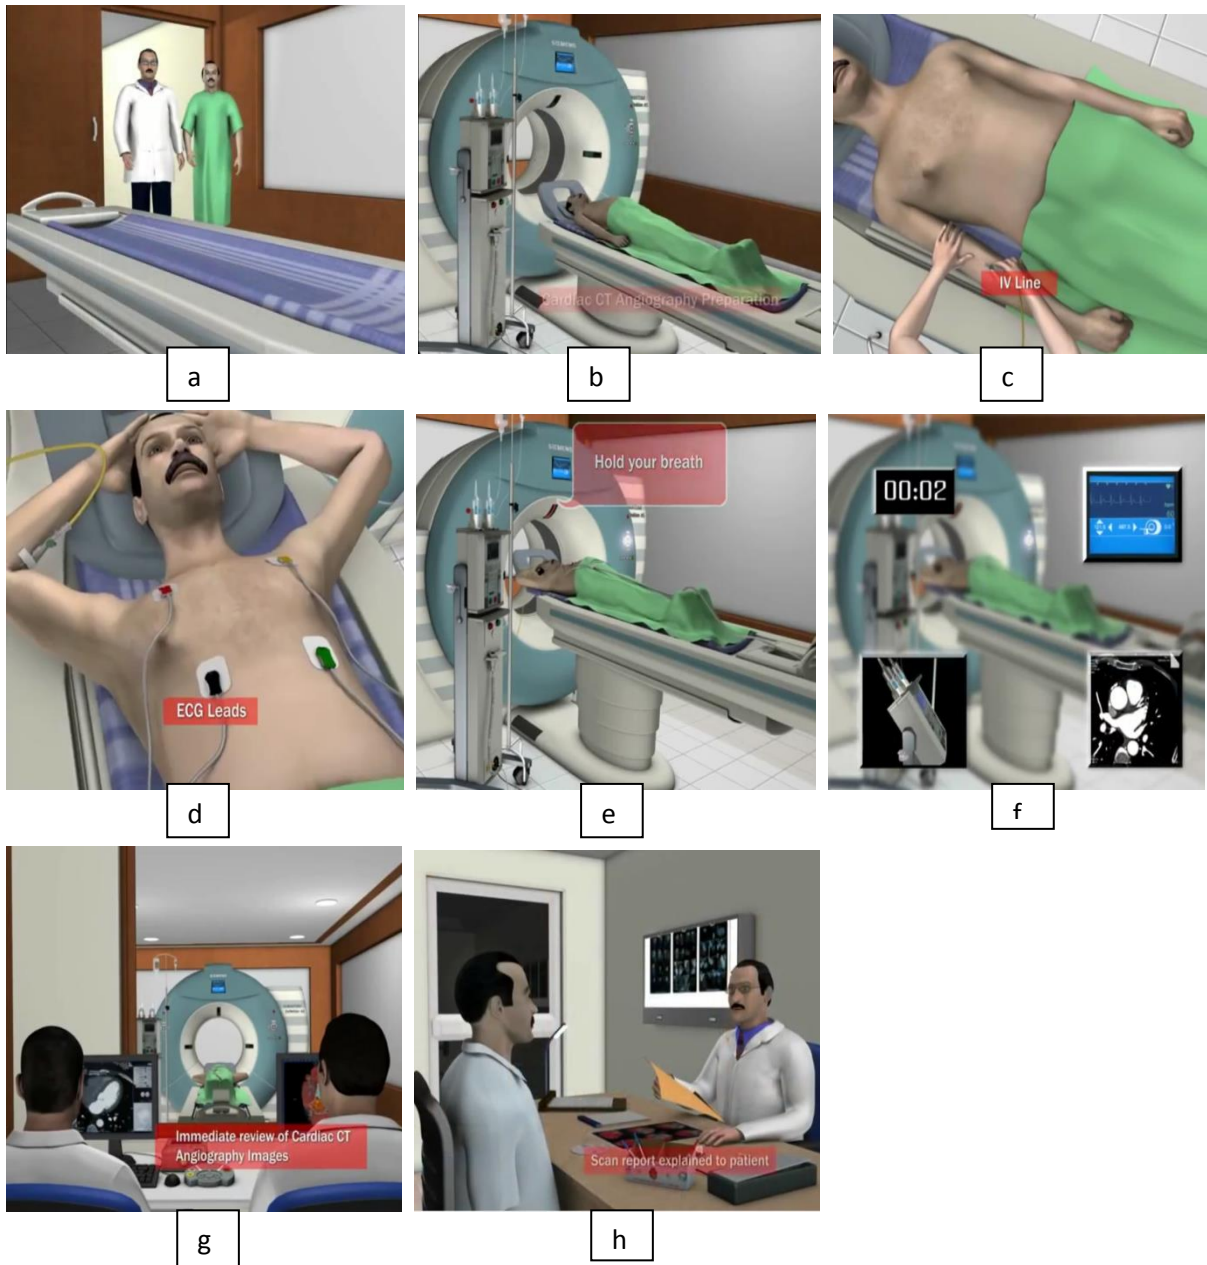 SIEMENS
Cardiac CT Angiography Preparation
IV Line
a
b
c
ECG Leads
Hold your breath
00:02
d
e
f
Immediate review of Cardiac CT
Angiography Images
Scan report explained to patient
g
h